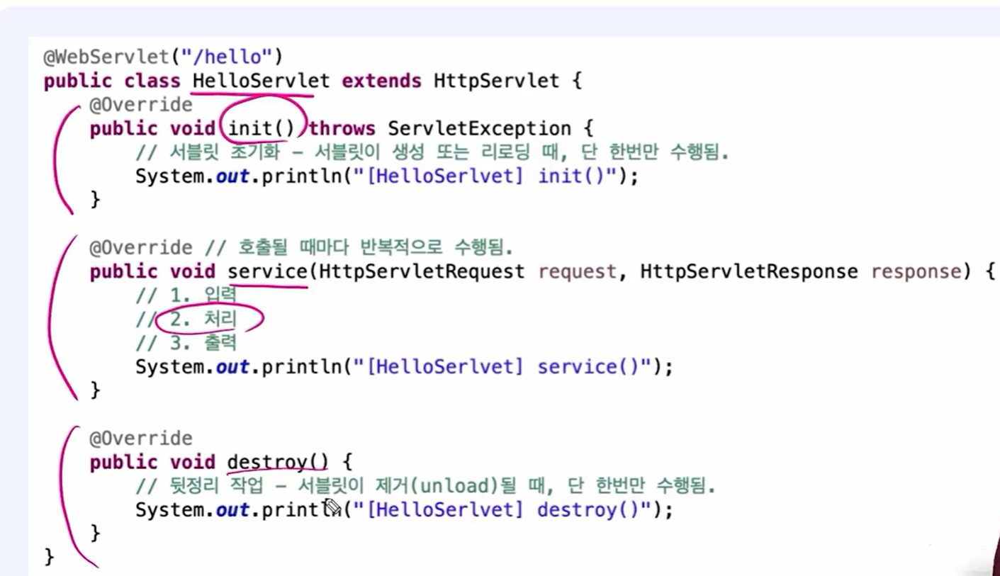 @WebServlet("/hello")
public class HelloServlet extends HttpServlet {
@Override
public void init() throws ServletException {
// 서블릿 초기화 - 서블릿이 생성 또는 리로딩 때, 단 한번만 수행됨.
System.out.println("[HelloSerlvet] init()");
}
@Override // 호출될 때마다 반복적으로 수행됨.
public void service(HttpServletRequest request, HttpServletResponse response) {
// 1. 입력
// 2. 처리
// 3. 출력
System.out.println("[HelloSerlvet] service()");
}
@Override
public void destroy() {
// 뒷정리 작업 - 서블릿이 제거(unload)될 때, 단 한번만 수행됨.
System.out.println("[HelloSerlvet] destroy()");
}
}